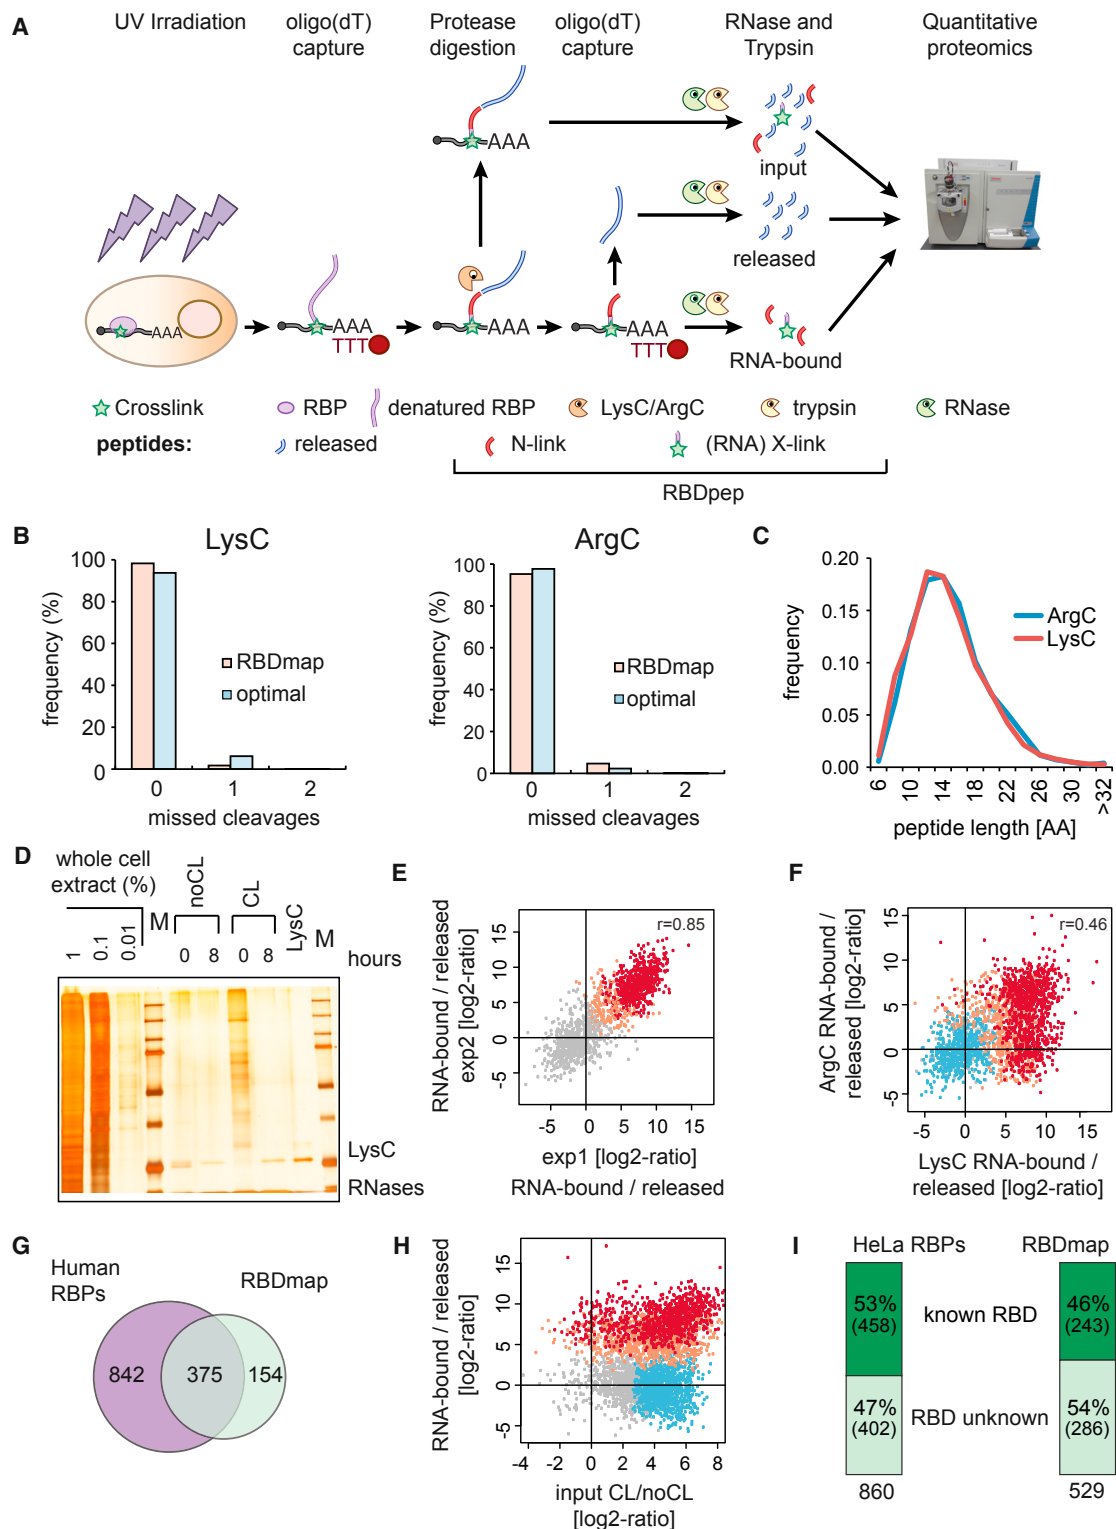 A
UV Irradiation
oligo(dT)
capture
Protease
digestion
oligo(dT)
capture
RNase and
Trypsin
Quantitative
proteomics
AAA
input
released
AAA
AAA
TTT
AAA
AAA
TTT
RNA-bound
Crosslink
RBP
denatured RBP
LysC/ArgC
trypsin
RNase
peptides:
released
N-link
(RNA) X-link
RBDpep
B
LysC
frequency (%)
100
80
60
40
20
0
RBDmap
optimal
0 1 2
missed cleavages
ArgC
frequency (%)
100
80
60
40
20
0
RBDmap
optimal
0 1 2
missed cleavages
C
frequency
0.20
0.15
0.10
0.05
0.00
ArgC
LysC
6 10 14 18 22 26 30 >32
peptide length [AA]
D
whole cell
extract (%)
1 0.1 0.01
M
noCL
CL
LysC
M
0 8 0 8
hours
LysC
RNases
E
RNA-bound / released
exp2 [log2-ratio]
15
10
5
0
-5
r=0.85
-5 0 5 10 15
exp1 [log2-ratio]
RNA-bound / released
F
ArgC RNA-bound /
released [log2-ratio]
15
10
5
0
-5
r=0.46
-5 0 5 10 15
LysC RNA-bound /
released [log2-ratio]
G
Human
RBPs
RBDmap
842 375 154
H
RNA-bound / released
[log2-ratio]
15
10
5
0
-5
-4 -2 0 2 4 6 8
input CL/noCL
[log2-ratio]
I
HeLa RBPs
RBDmap
53%
(458)
known RBD
46%
(243)
47%
(402)
RBD unknown
54%
(286)
860
529